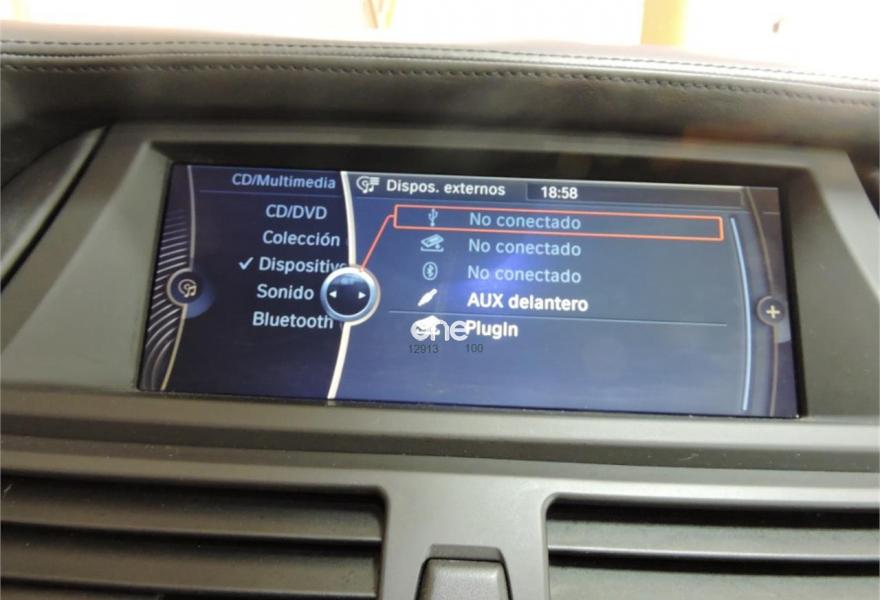 CD/Multimedia
CD/DVD
Colección
Dispositivo
Sonido
Bluetooth
Dispos. externos 18:58
No conectado
No conectado
No conectado
AUX delantero
PlugIn
one
12913 100